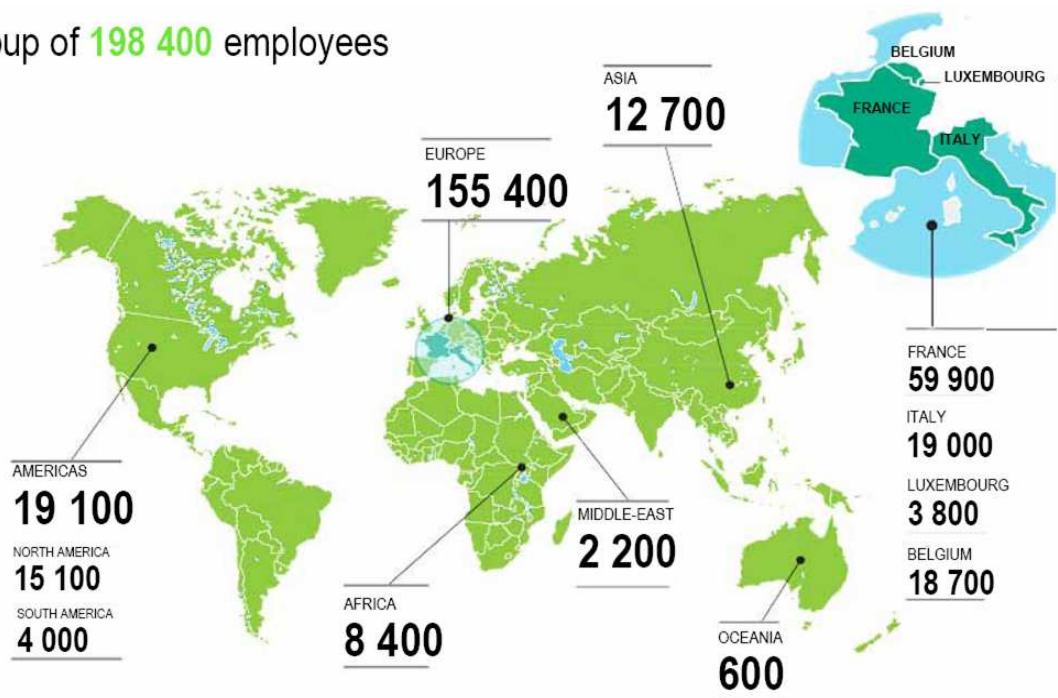 of 198 400 employees
BELGIUM
LUXEMBOURG
FRANCE
ITALY
ASIA
12 700
EUROPE
155 400
FRANCE
59 900
ITALY
19 000
LUXEMBOURG
3 800
BELGIUM
18 700
AMERICAS
19 100
NORTH AMERICA
15 100
SOUTH AMERICA
4 000
MIDDLE-EAST
2 200
AFRICA
8 400
OCEANIA
600